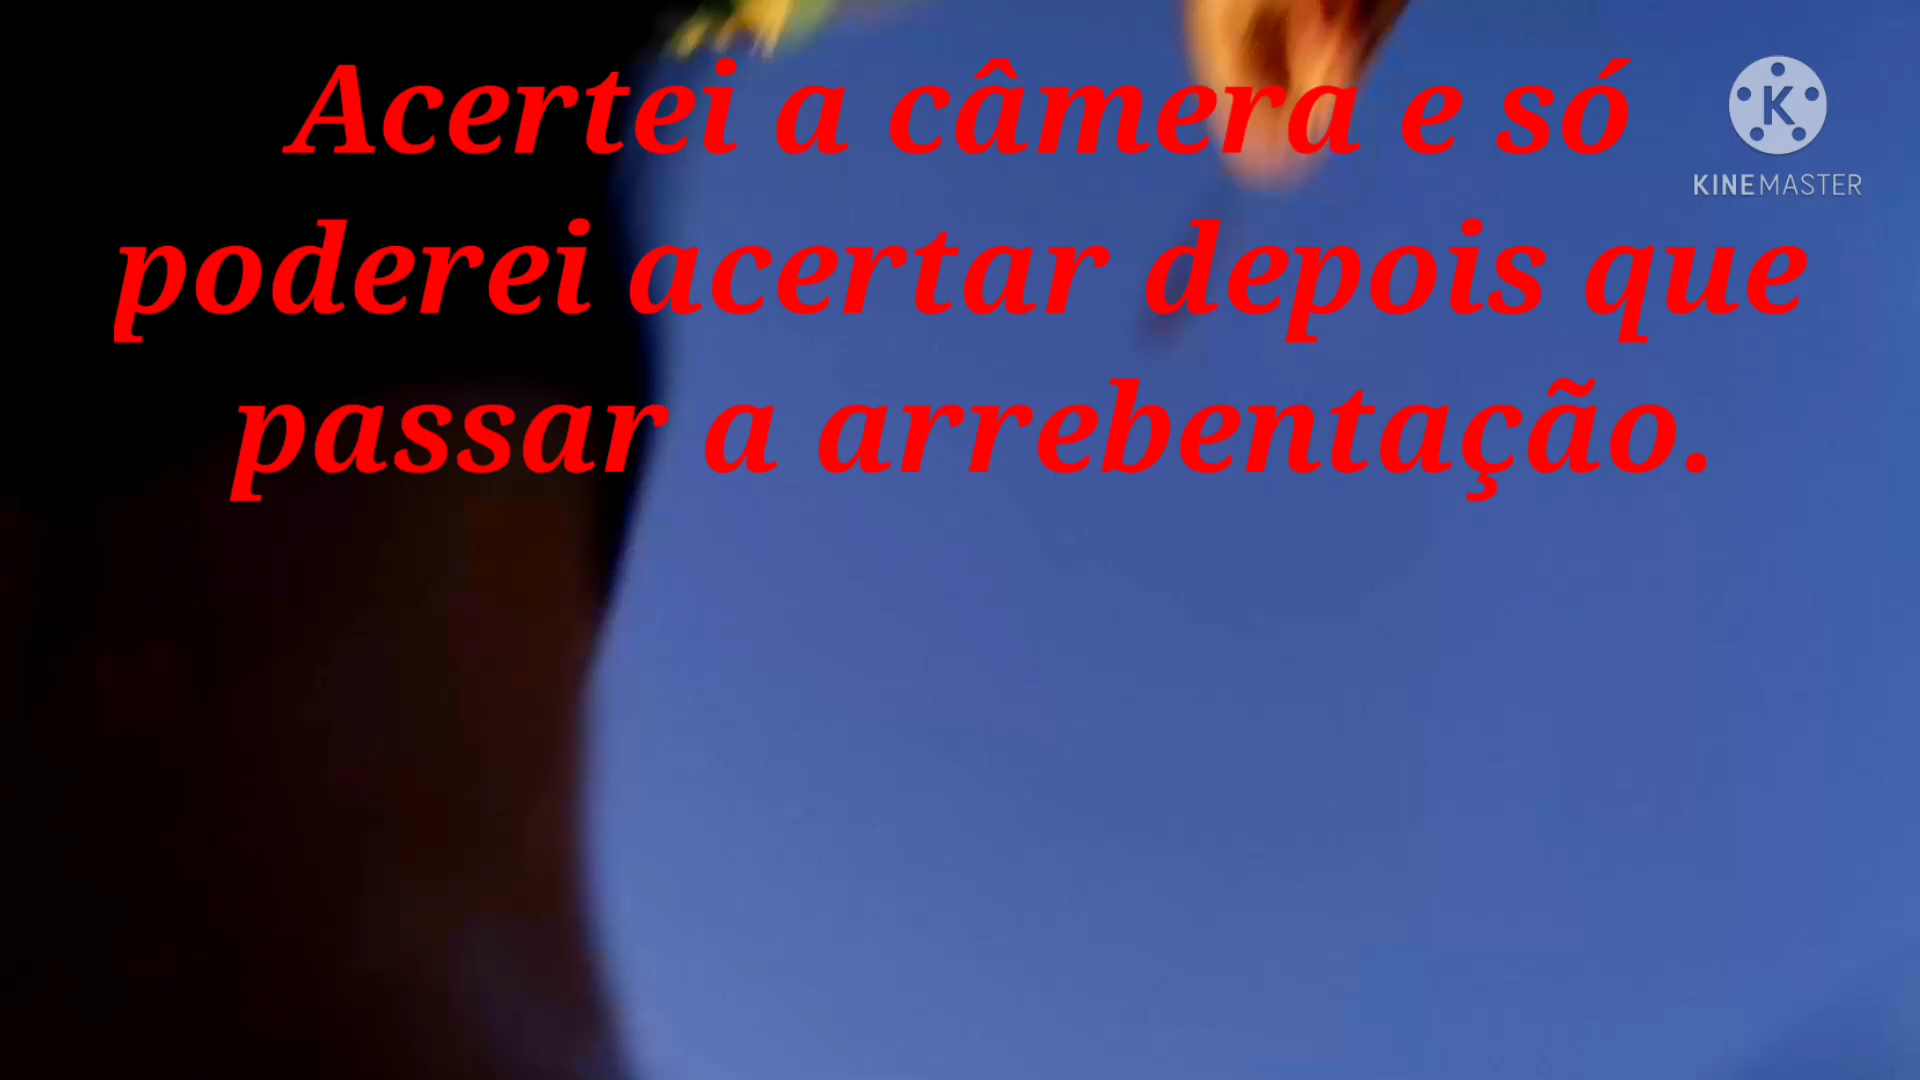 Acertei a câmera e só
poderei acertar depois que
passar a arrebentação.
K
KINEMASTER